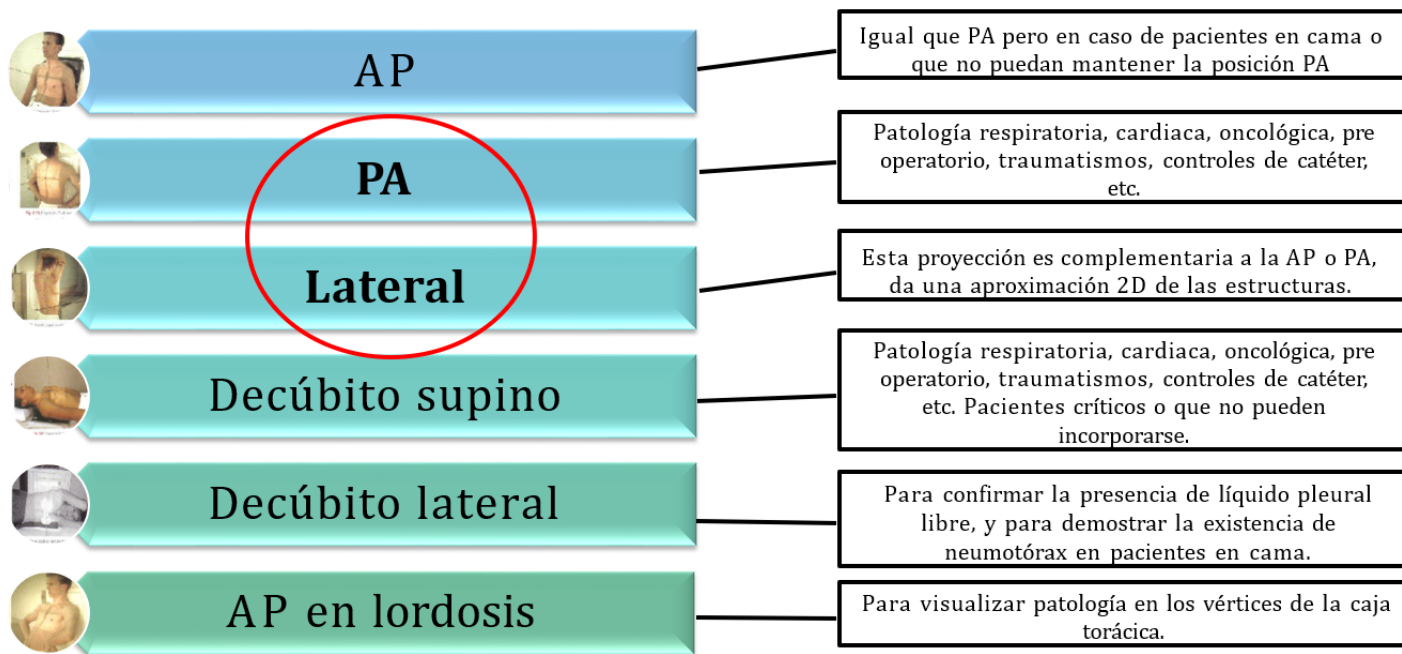 AP
Igual que PA pero en caso de pacientes en cama o
que no puedan mantener la posición PA
PA
Patología respiratoria, cardiaca, oncológica, pre
operatorio, traumatismos, controles de catéter,
etc.
Lateral
Esta proyección es complementaria a la AP o PA,
da una aproximación 2D de las estructuras.
Decúbito supino
Patología respiratoria, cardiaca, oncológica, pre
operatorio, traumatismos, controles de catéter,
etc. Pacientes críticos o que no pueden
incorporarse.
Decúbito lateral
Para confirmar la presencia de líquido pleural
libre, y para demostrar la existencia de
neumotórax en pacientes en cama.
AP en lordosis
Para visualizar patología en los vértices de la caja
torácica.